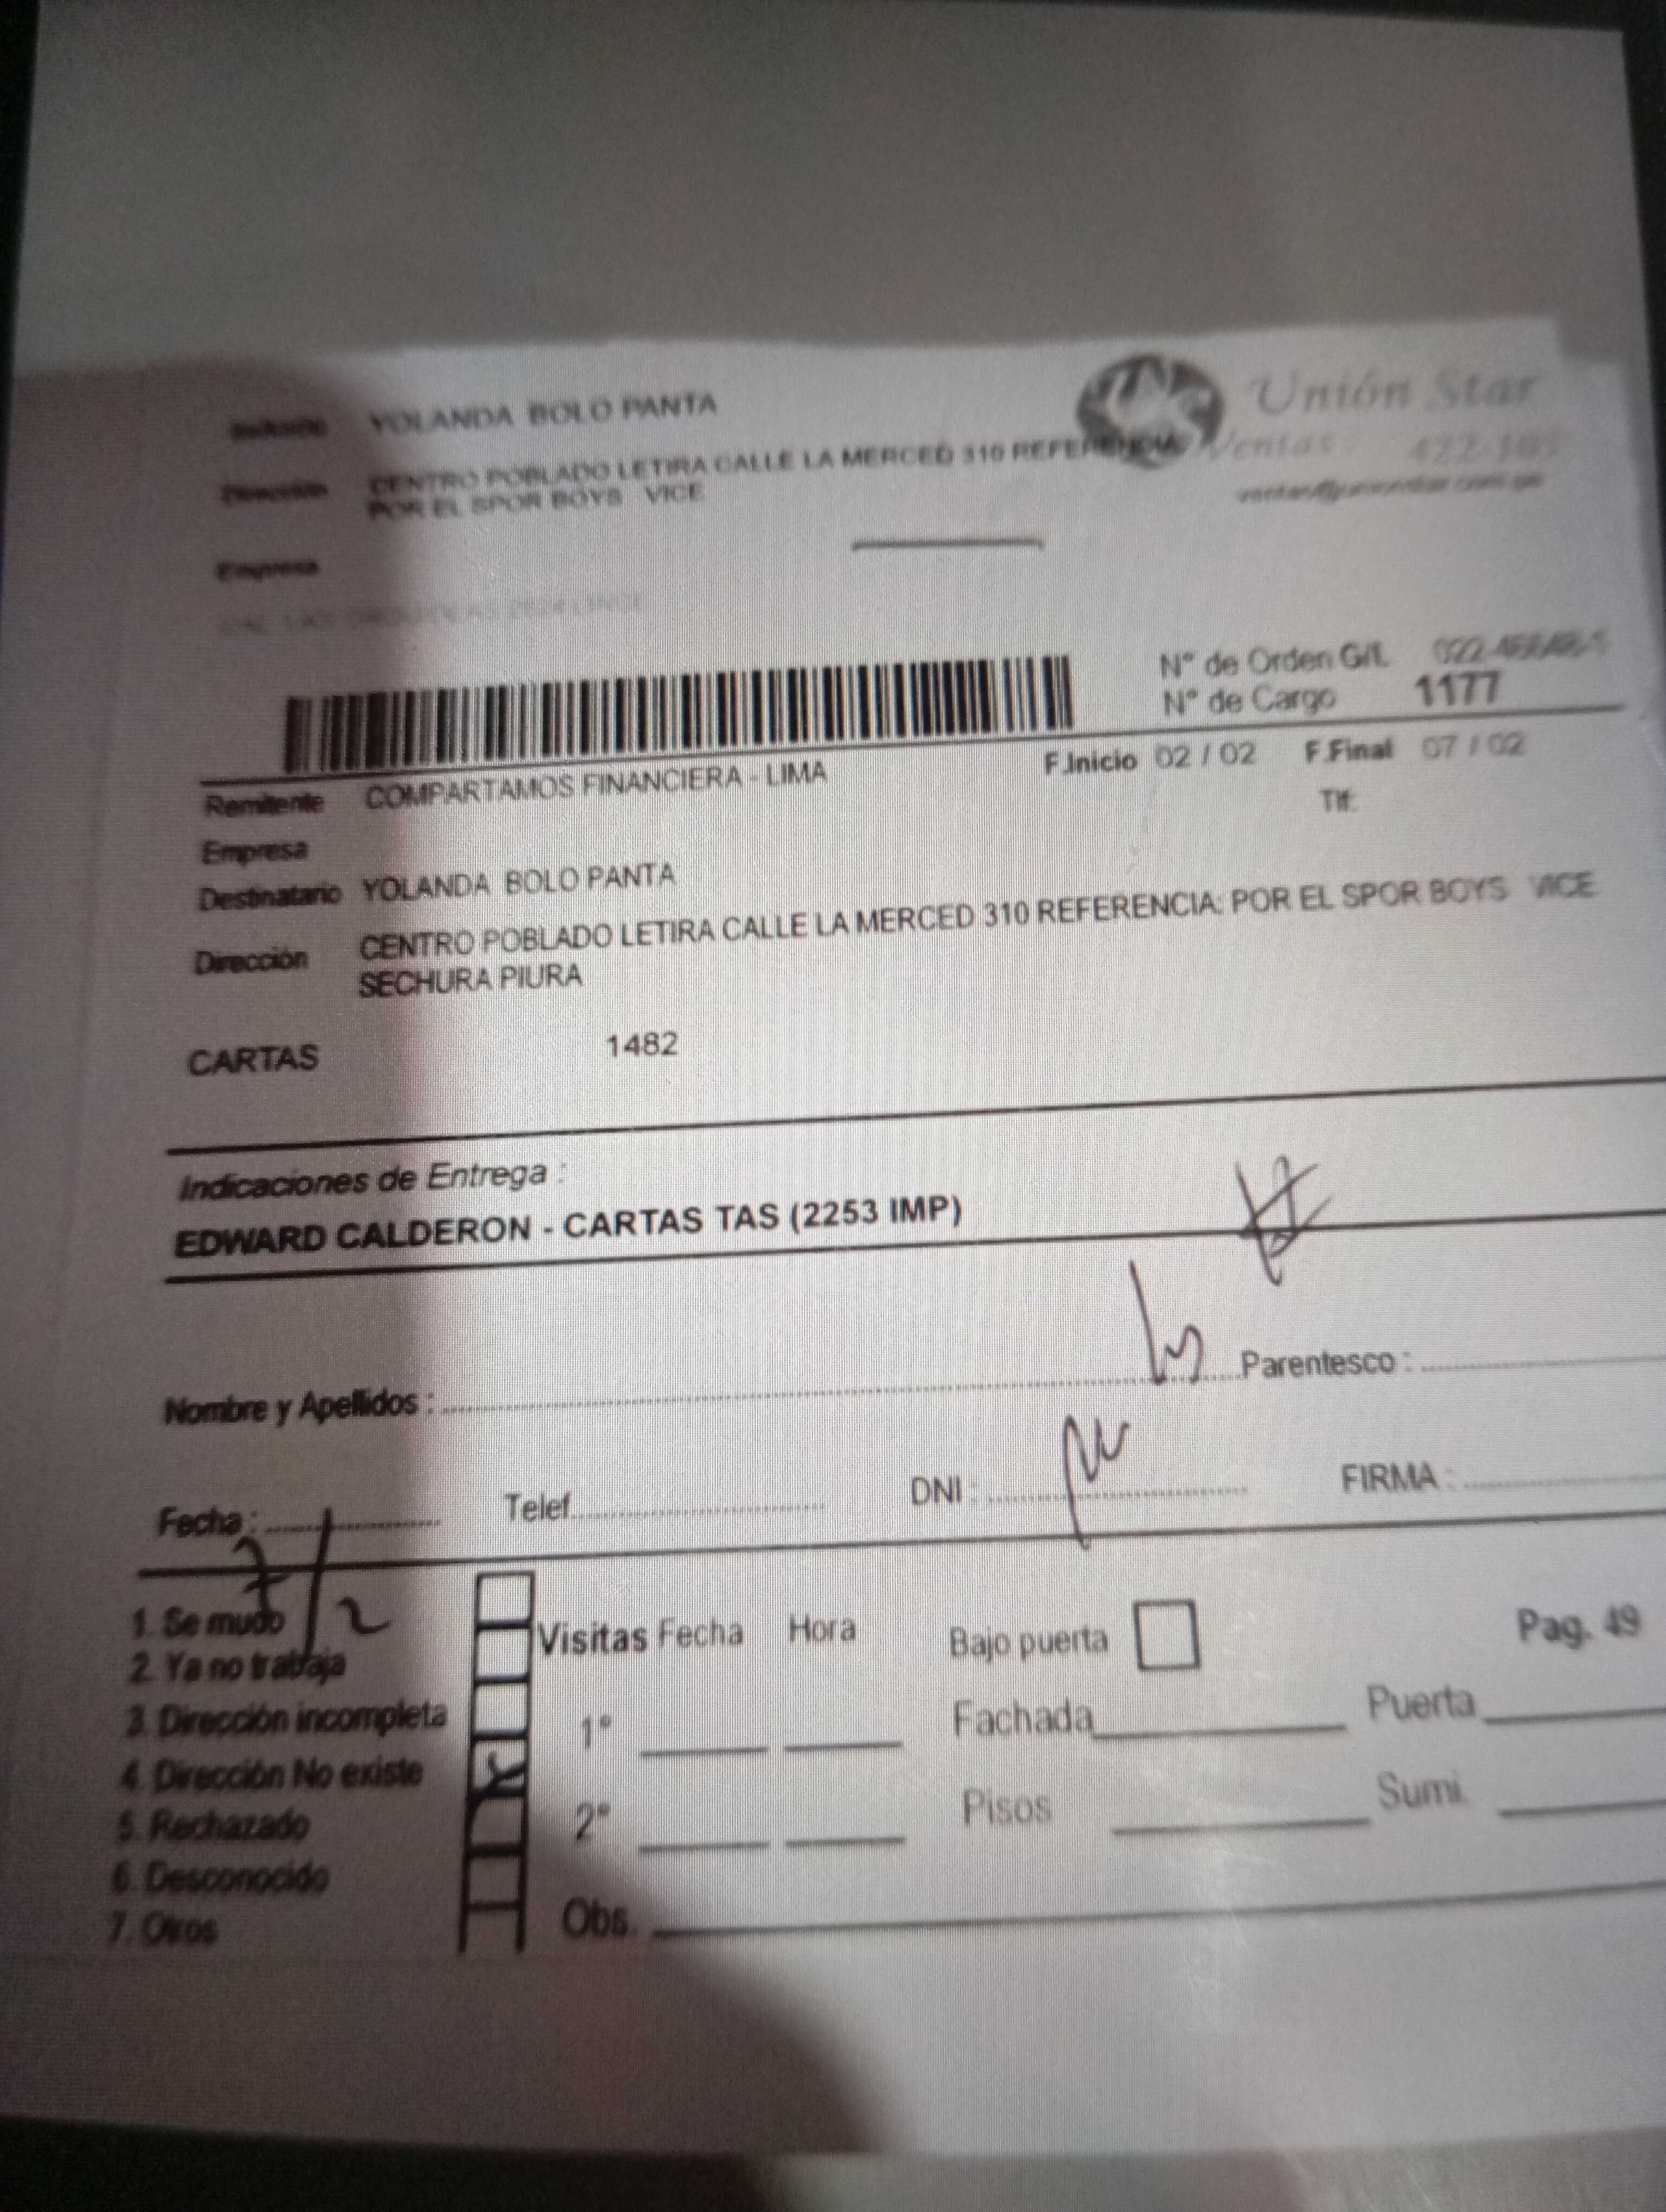 YOLANDA BOLO PANTA
Unión Star
Dirección CENTRO POBLADO LETIRA CALLE LA MERCED 310 REFERENCIA
POR EL SPOR BOYS VICE
Ventas
Empresa
N° de Orden G/L
N° de Cargo 1177
F.Inicio 02 / 02 F.Final 07 / 02
Remitente COMPARTAMOS FINANCIERA - LIMA
Tlf:
Empresa
Destinatario YOLANDA BOLO PANTA
Dirección CENTRO POBLADO LETIRA CALLE LA MERCED 310 REFERENCIA: POR EL SPOR BOYS VICE
SECHURA PIURA
CARTAS 1482
Indicaciones de Entrega :
EDWARD CALDERON - CARTAS TAS (2253 IMP)
Nombre y Apellidos : Parentesco :
Fecha : Telef. DNI : FIRMA :
7/2
1. Se mudo
2. Ya no trabaja
3. Dirección incompleta
4. Dirección No existe
5. Rechazado
6. Desconocido
7. Otros
Visitas Fecha Hora Bajo puerta Pag. 49
1° Fachada Puerta
2° Pisos Sumi.
Obs.